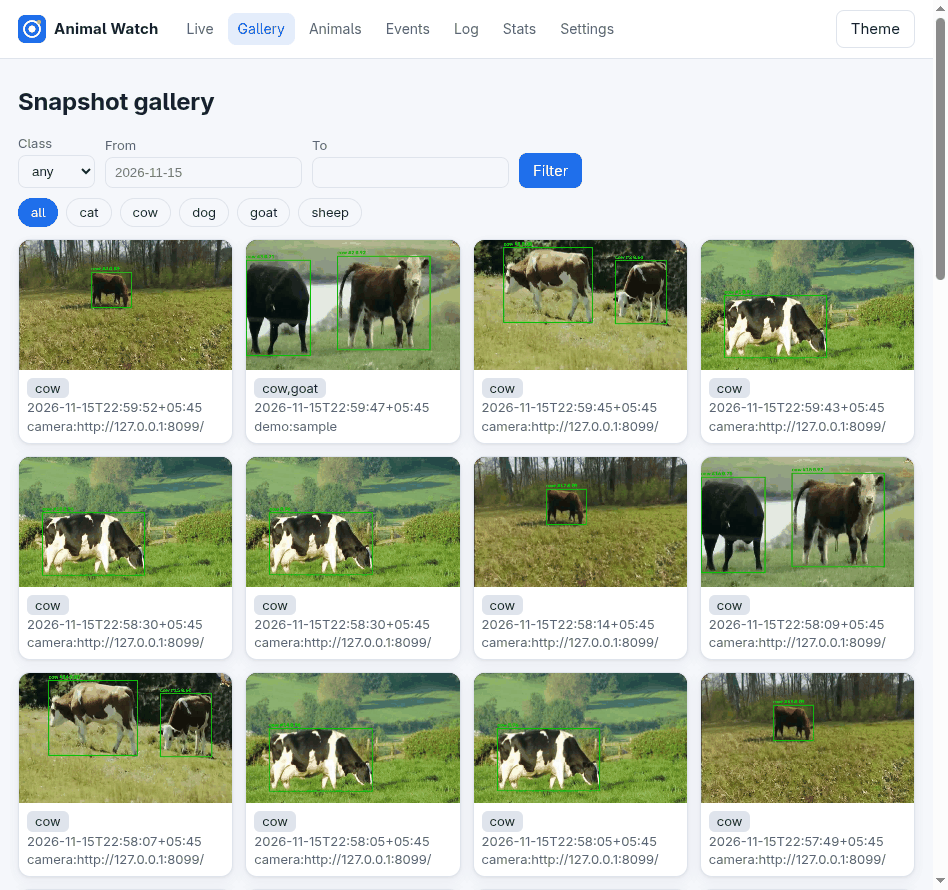 Animal Watch
Live
Gallery
Animals
Events
Log
Stats
Settings
Theme
Snapshot gallery
Class
From
To
any
2026-11-15
Filter
all
cat
cow
dog
goat
sheep
cow
2026-11-15T22:59:52+05:45
camera:http://127.0.0.1:8099/
cow,goat
2026-11-15T22:59:47+05:45
demo:sample
cow
2026-11-15T22:59:45+05:45
camera:http://127.0.0.1:8099/
cow
2026-11-15T22:59:43+05:45
camera:http://127.0.0.1:8099/
cow
2026-11-15T22:58:30+05:45
camera:http://127.0.0.1:8099/
cow
2026-11-15T22:58:30+05:45
camera:http://127.0.0.1:8099/
cow
2026-11-15T22:58:14+05:45
camera:http://127.0.0.1:8099/
cow
2026-11-15T22:58:09+05:45
camera:http://127.0.0.1:8099/
cow
2026-11-15T22:58:07+05:45
camera:http://127.0.0.1:8099/
cow
2026-11-15T22:58:05+05:45
camera:http://127.0.0.1:8099/
cow
2026-11-15T22:58:05+05:45
camera:http://127.0.0.1:8099/
cow
2026-11-15T22:57:49+05:45
camera:http://127.0.0.1:8099/